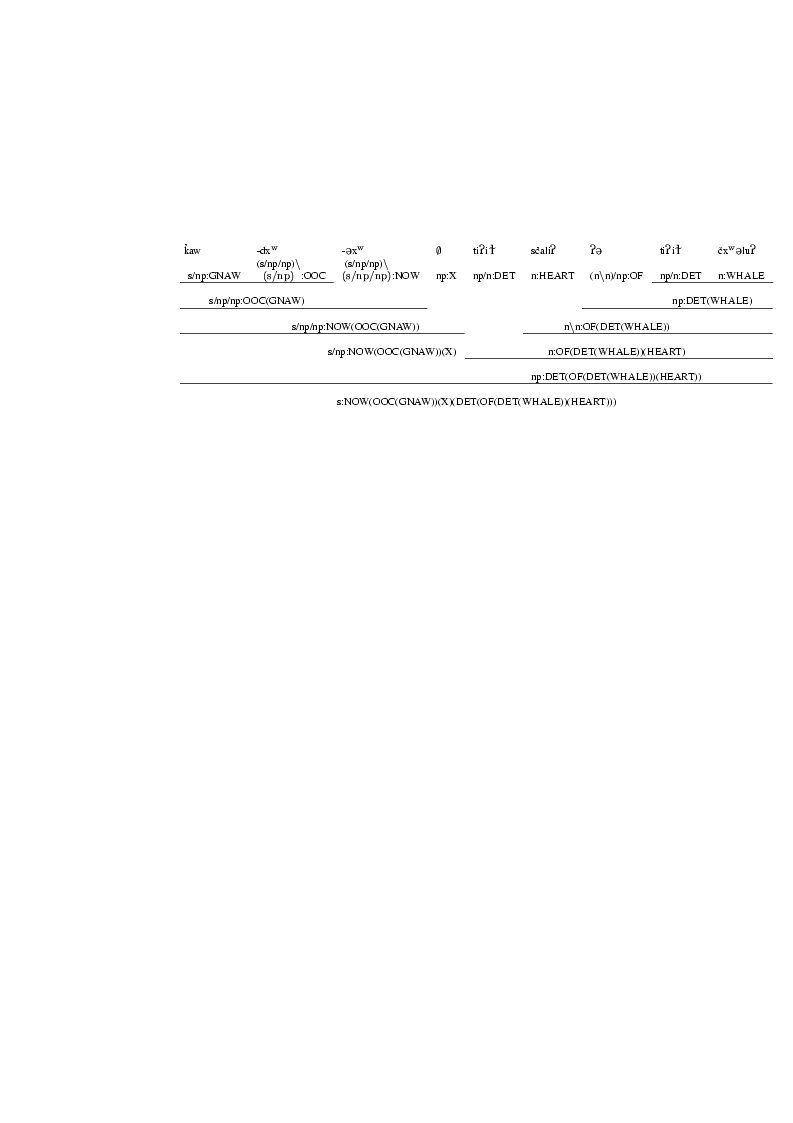 k̓aw -dxʷ -əxʷ ∅ tiʔiɫ sč̓aliʔ ʔə tiʔiɫ čxʷəluʔ
(s/np/np)\ (s/np/np)\
s/np:GNAW (s/np) :OOC (s/np/np):NOW np:X np/n:DET n:HEART (n\n)/np:OF np/n:DET n:WHALE
s/np/np:OOC(GNAW) np:DET(WHALE)
s/np/np:NOW(OOC(GNAW)) n\n:OF(DET(WHALE))
s/np:NOW(OOC(GNAW))(X) n:OF(DET(WHALE))(HEART)
np:DET(OF(DET(WHALE))(HEART))
s:NOW(OOC(GNAW))(X)(DET(OF(DET(WHALE))(HEART)))